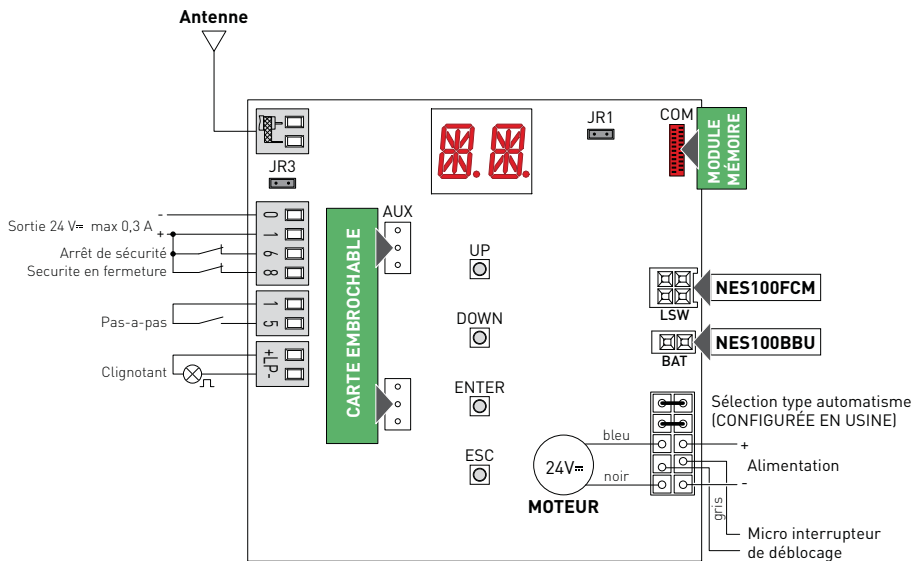 Antenne
JR3
JR1
COM
MODULE
MÉMOIRE
Sortie 24 V⎓ max 0,3 A
-
+
Arrêt de sécurité
Securite en fermeture
0
1
6
8
Pas-a-pas
1
5
Clignotant
+LP-
CARTE EMBROCHABLE
AUX
UP
DOWN
ENTER
ESC
LSW
NES100FCM
BAT
NES100BBU
Sélection type automatisme
(CONFIGURÉE EN USINE)
bleu
+
24V⎓
Alimentation
noir
-
MOTEUR
gris
Micro interrupteur
de déblocage